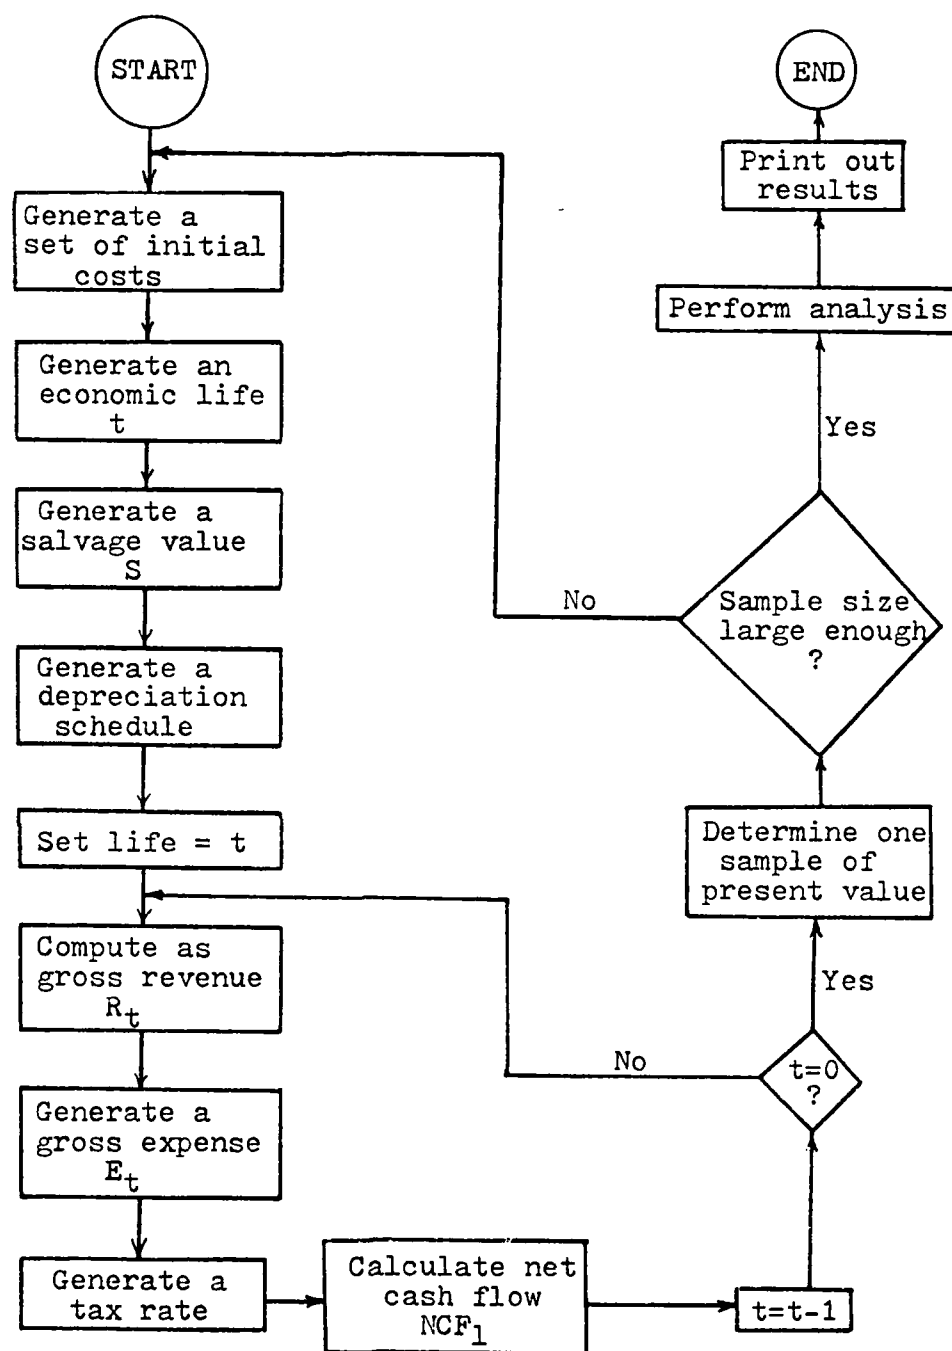 START
Generate a
set of initial
costs
Generate an
economic life
t
Generate a
salvage value
S
Generate a
depreciation
schedule
Set life = t
Compute as
gross revenue
Rt
Generate a
gross expense
Et
Generate a
tax rate
Calculate net
cash flow
NCF1
t=t-1
t=0
?
No
Yes
Determine one
sample of
present value
Sample size
large enough
?
No
Yes
Perform analysis
Print out
results
END